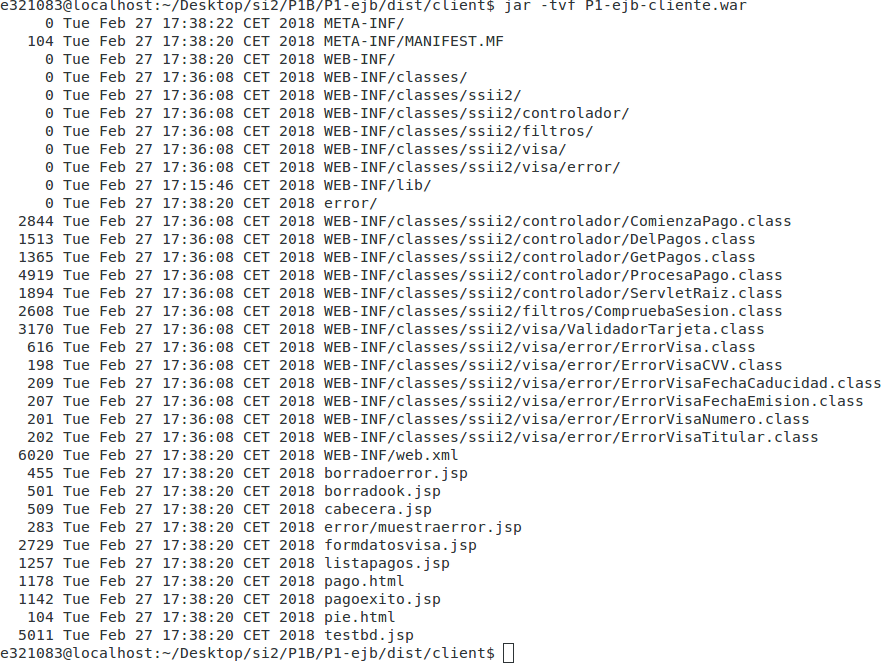 e321083@localhost:~/Desktop/si2/P1B/P1-ejb/dist/client$ jar -tvf P1-ejb-cliente.war
0 Tue Feb 27 17:38:22 CET 2018 META-INF/
104 Tue Feb 27 17:38:20 CET 2018 META-INF/MANIFEST.MF
0 Tue Feb 27 17:38:20 CET 2018 WEB-INF/
0 Tue Feb 27 17:36:08 CET 2018 WEB-INF/classes/
0 Tue Feb 27 17:36:08 CET 2018 WEB-INF/classes/ssii2/
0 Tue Feb 27 17:36:08 CET 2018 WEB-INF/classes/ssii2/controlador/
0 Tue Feb 27 17:36:08 CET 2018 WEB-INF/classes/ssii2/filtros/
0 Tue Feb 27 17:36:08 CET 2018 WEB-INF/classes/ssii2/visa/
0 Tue Feb 27 17:36:08 CET 2018 WEB-INF/classes/ssii2/visa/error/
0 Tue Feb 27 17:15:46 CET 2018 WEB-INF/lib/
0 Tue Feb 27 17:38:20 CET 2018 error/
2844 Tue Feb 27 17:36:08 CET 2018 WEB-INF/classes/ssii2/controlador/ComienzaPago.class
1513 Tue Feb 27 17:36:08 CET 2018 WEB-INF/classes/ssii2/controlador/DelPagos.class
1365 Tue Feb 27 17:36:08 CET 2018 WEB-INF/classes/ssii2/controlador/GetPagos.class
4919 Tue Feb 27 17:36:08 CET 2018 WEB-INF/classes/ssii2/controlador/ProcesaPago.class
1894 Tue Feb 27 17:36:08 CET 2018 WEB-INF/classes/ssii2/controlador/ServletRaiz.class
2608 Tue Feb 27 17:36:08 CET 2018 WEB-INF/classes/ssii2/filtros/CompruebaSesion.class
3170 Tue Feb 27 17:36:08 CET 2018 WEB-INF/classes/ssii2/visa/ValidadorTarjeta.class
616 Tue Feb 27 17:36:08 CET 2018 WEB-INF/classes/ssii2/visa/error/ErrorVisa.class
198 Tue Feb 27 17:36:08 CET 2018 WEB-INF/classes/ssii2/visa/error/ErrorVisaCVV.class
209 Tue Feb 27 17:36:08 CET 2018 WEB-INF/classes/ssii2/visa/error/ErrorVisaFechaCaducidad.class
207 Tue Feb 27 17:36:08 CET 2018 WEB-INF/classes/ssii2/visa/error/ErrorVisaFechaEmision.class
201 Tue Feb 27 17:36:08 CET 2018 WEB-INF/classes/ssii2/visa/error/ErrorVisaNumero.class
202 Tue Feb 27 17:36:08 CET 2018 WEB-INF/classes/ssii2/visa/error/ErrorVisaTitular.class
6020 Tue Feb 27 17:38:20 CET 2018 WEB-INF/web.xml
455 Tue Feb 27 17:38:20 CET 2018 borradoerror.jsp
501 Tue Feb 27 17:38:20 CET 2018 borradook.jsp
509 Tue Feb 27 17:38:20 CET 2018 cabecera.jsp
283 Tue Feb 27 17:38:20 CET 2018 error/muestraerror.jsp
2729 Tue Feb 27 17:38:20 CET 2018 formdatosvisa.jsp
1257 Tue Feb 27 17:38:20 CET 2018 listapagos.jsp
1178 Tue Feb 27 17:38:20 CET 2018 pago.html
1142 Tue Feb 27 17:38:20 CET 2018 pagoexito.jsp
104 Tue Feb 27 17:38:20 CET 2018 pie.html
5011 Tue Feb 27 17:38:20 CET 2018 testbd.jsp
e321083@localhost:~/Desktop/si2/P1B/P1-ejb/dist/client$